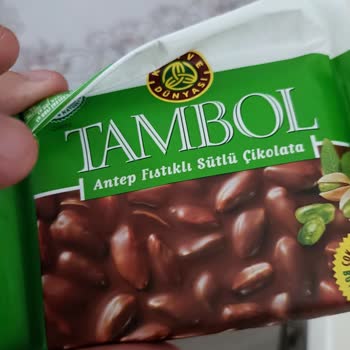 KAHVE
DÜNYASI
TAMBOL
Antep Fıstıklı Sütlü Çikolata